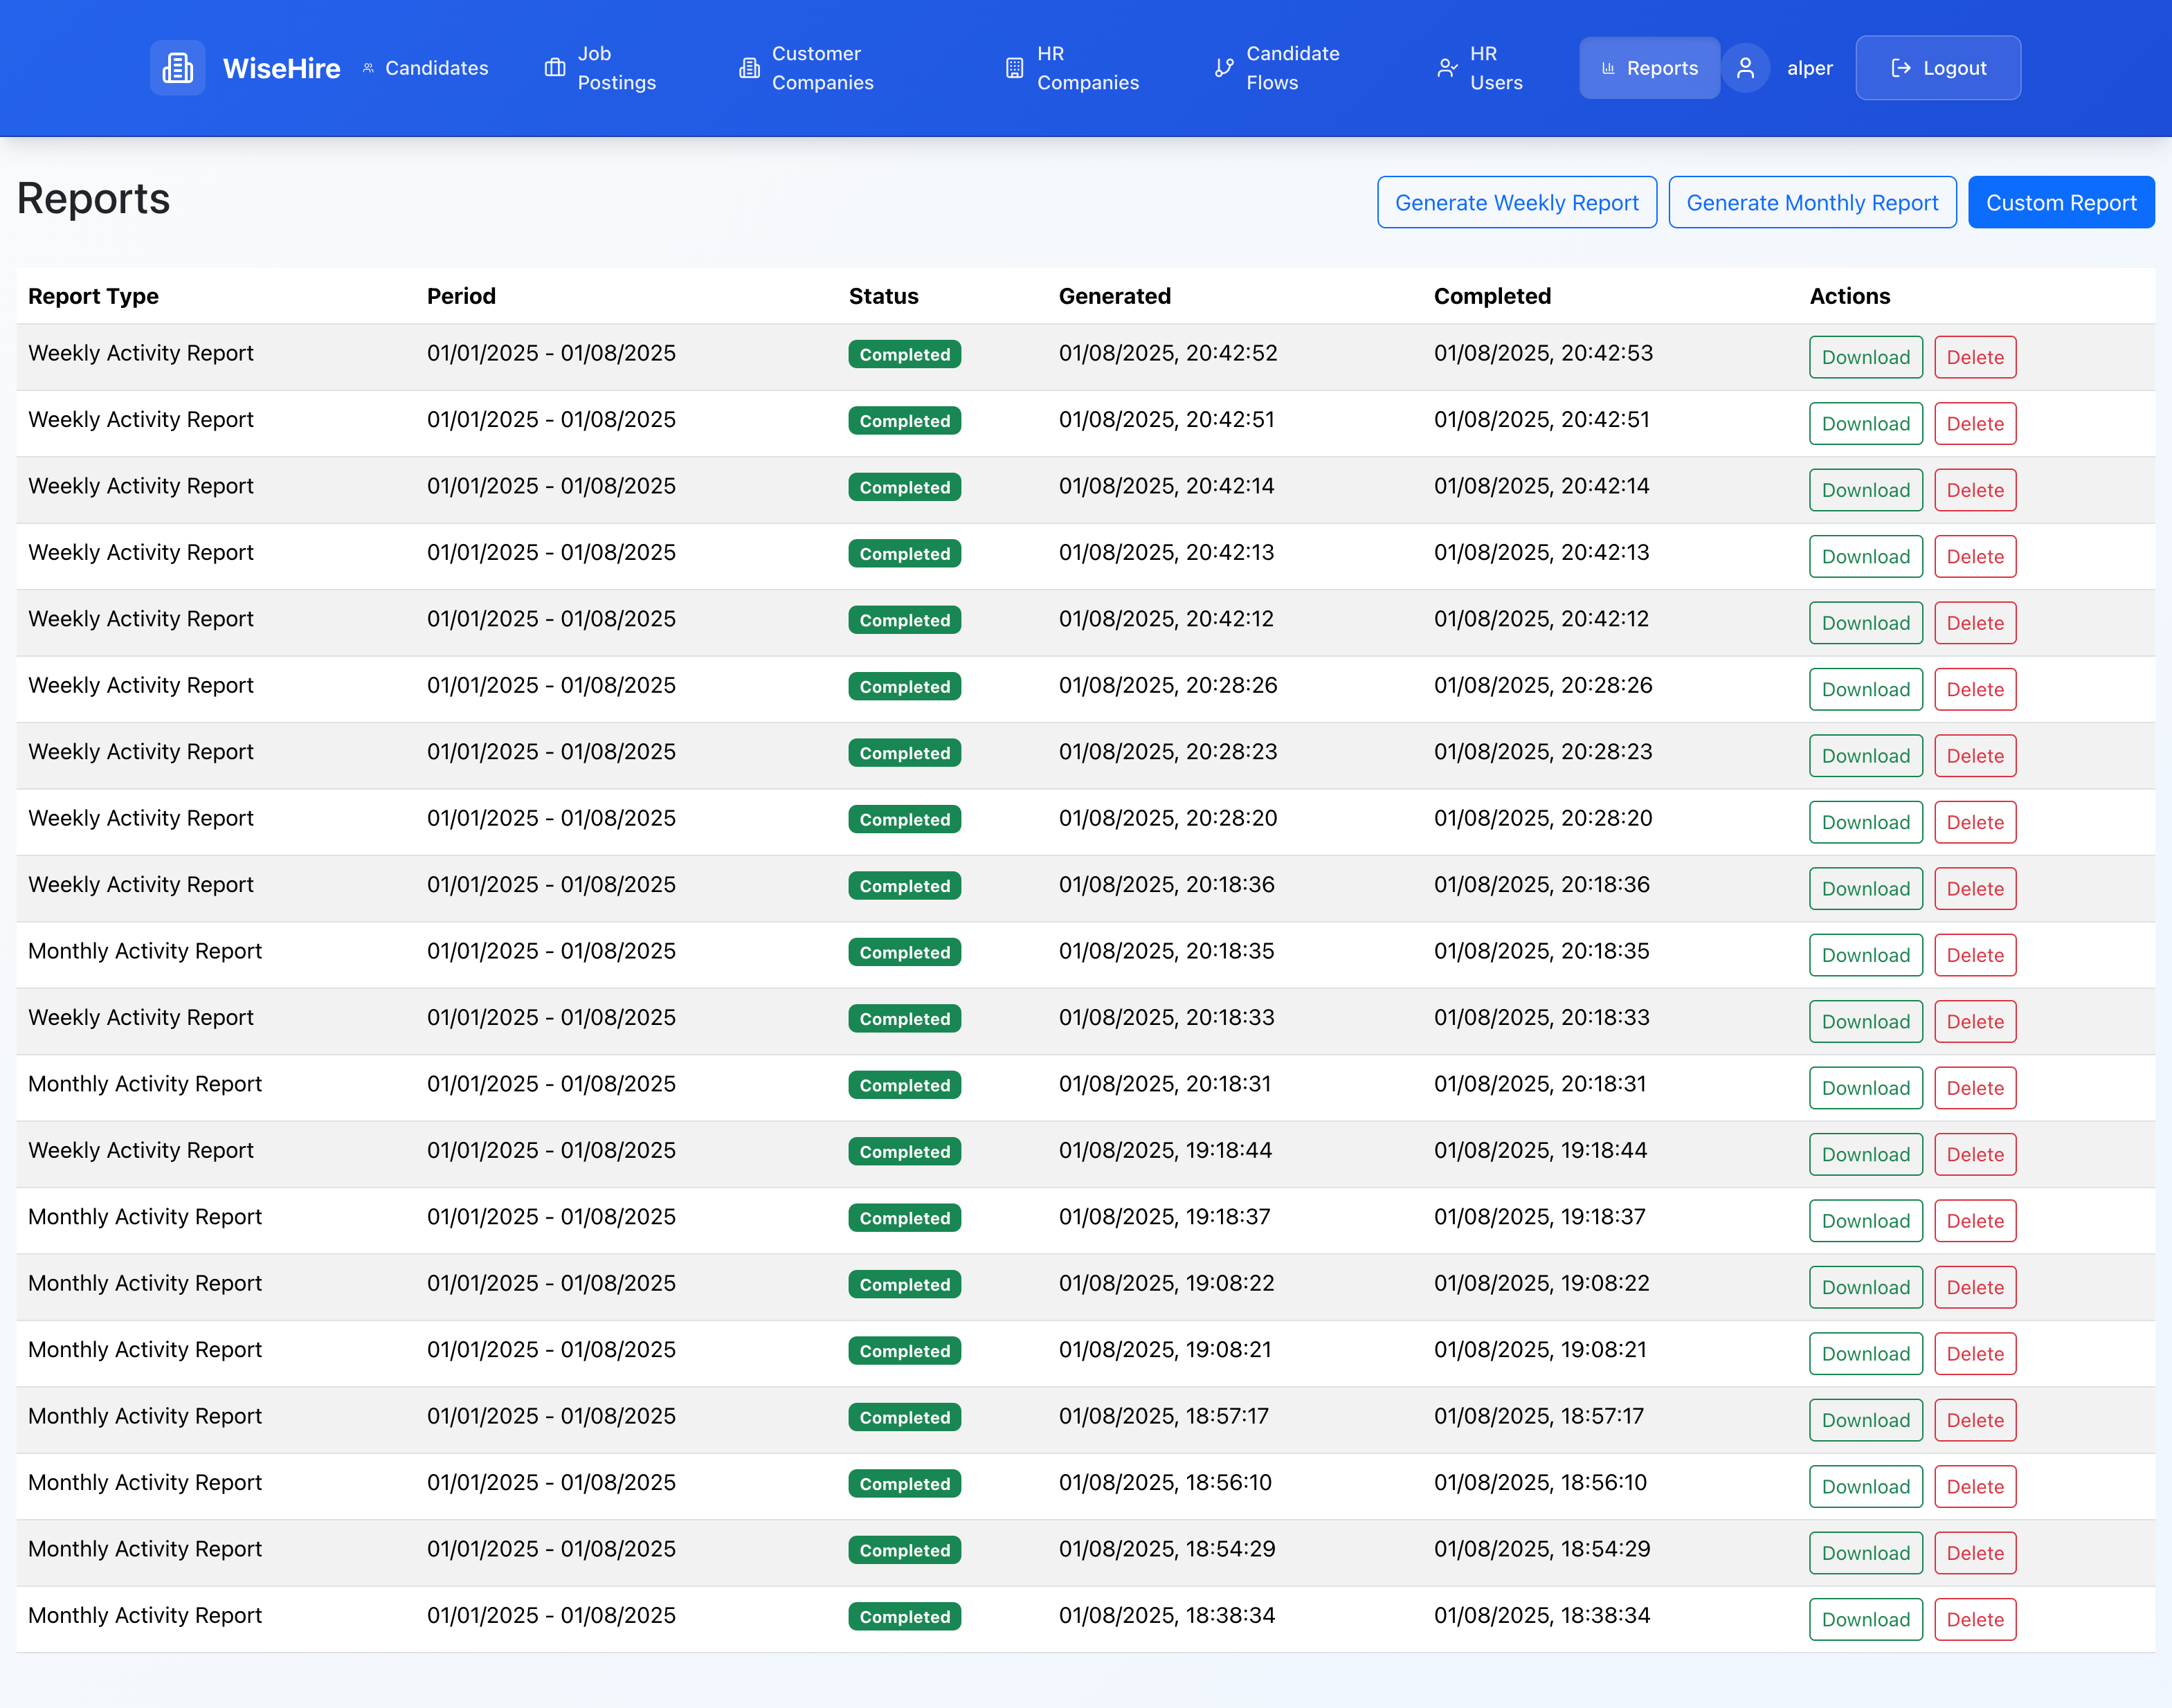 WiseHire
Candidates
Job
Postings
Customer
Companies
HR
Companies
Candidate
Flows
HR
Users
Reports
alper
Logout
Reports
Generate Weekly Report
Generate Monthly Report
Custom Report
Report Type Period Status Generated Completed Actions
Weekly Activity Report 01/01/2025 - 01/08/2025 Completed 01/08/2025, 20:42:52 01/08/2025, 20:42:53 Download Delete
Weekly Activity Report 01/01/2025 - 01/08/2025 Completed 01/08/2025, 20:42:51 01/08/2025, 20:42:51 Download Delete
Weekly Activity Report 01/01/2025 - 01/08/2025 Completed 01/08/2025, 20:42:14 01/08/2025, 20:42:14 Download Delete
Weekly Activity Report 01/01/2025 - 01/08/2025 Completed 01/08/2025, 20:42:13 01/08/2025, 20:42:13 Download Delete
Weekly Activity Report 01/01/2025 - 01/08/2025 Completed 01/08/2025, 20:42:12 01/08/2025, 20:42:12 Download Delete
Weekly Activity Report 01/01/2025 - 01/08/2025 Completed 01/08/2025, 20:28:26 01/08/2025, 20:28:26 Download Delete
Weekly Activity Report 01/01/2025 - 01/08/2025 Completed 01/08/2025, 20:28:23 01/08/2025, 20:28:23 Download Delete
Weekly Activity Report 01/01/2025 - 01/08/2025 Completed 01/08/2025, 20:28:20 01/08/2025, 20:28:20 Download Delete
Weekly Activity Report 01/01/2025 - 01/08/2025 Completed 01/08/2025, 20:18:36 01/08/2025, 20:18:36 Download Delete
Monthly Activity Report 01/01/2025 - 01/08/2025 Completed 01/08/2025, 20:18:35 01/08/2025, 20:18:35 Download Delete
Weekly Activity Report 01/01/2025 - 01/08/2025 Completed 01/08/2025, 20:18:33 01/08/2025, 20:18:33 Download Delete
Monthly Activity Report 01/01/2025 - 01/08/2025 Completed 01/08/2025, 20:18:31 01/08/2025, 20:18:31 Download Delete
Weekly Activity Report 01/01/2025 - 01/08/2025 Completed 01/08/2025, 19:18:44 01/08/2025, 19:18:44 Download Delete
Monthly Activity Report 01/01/2025 - 01/08/2025 Completed 01/08/2025, 19:18:37 01/08/2025, 19:18:37 Download Delete
Monthly Activity Report 01/01/2025 - 01/08/2025 Completed 01/08/2025, 19:08:22 01/08/2025, 19:08:22 Download Delete
Monthly Activity Report 01/01/2025 - 01/08/2025 Completed 01/08/2025, 19:08:21 01/08/2025, 19:08:21 Download Delete
Monthly Activity Report 01/01/2025 - 01/08/2025 Completed 01/08/2025, 18:57:17 01/08/2025, 18:57:17 Download Delete
Monthly Activity Report 01/01/2025 - 01/08/2025 Completed 01/08/2025, 18:56:10 01/08/2025, 18:56:10 Download Delete
Monthly Activity Report 01/01/2025 - 01/08/2025 Completed 01/08/2025, 18:54:29 01/08/2025, 18:54:29 Download Delete
Monthly Activity Report 01/01/2025 - 01/08/2025 Completed 01/08/2025, 18:38:34 01/08/2025, 18:38:34 Download Delete